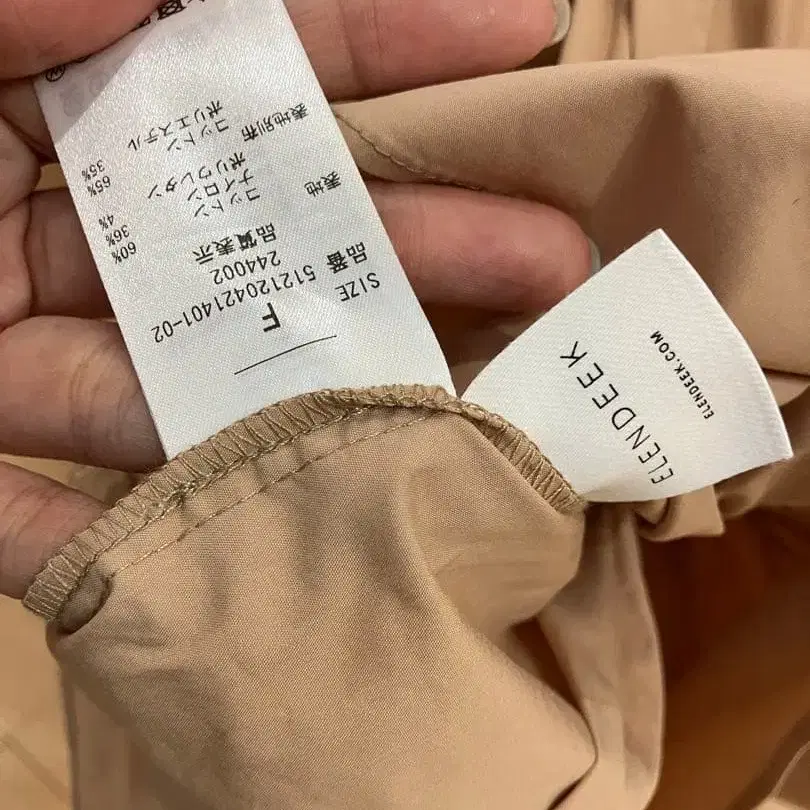 SIZE F
品番 512120421401-02
244002
品質表示
表地 コットン 60%
ナイロン 36%
ポリウレタン 4%
表地別布 コットン 65%
ポリエステル 35%
ELENDEEK
ELENDEEK.COM